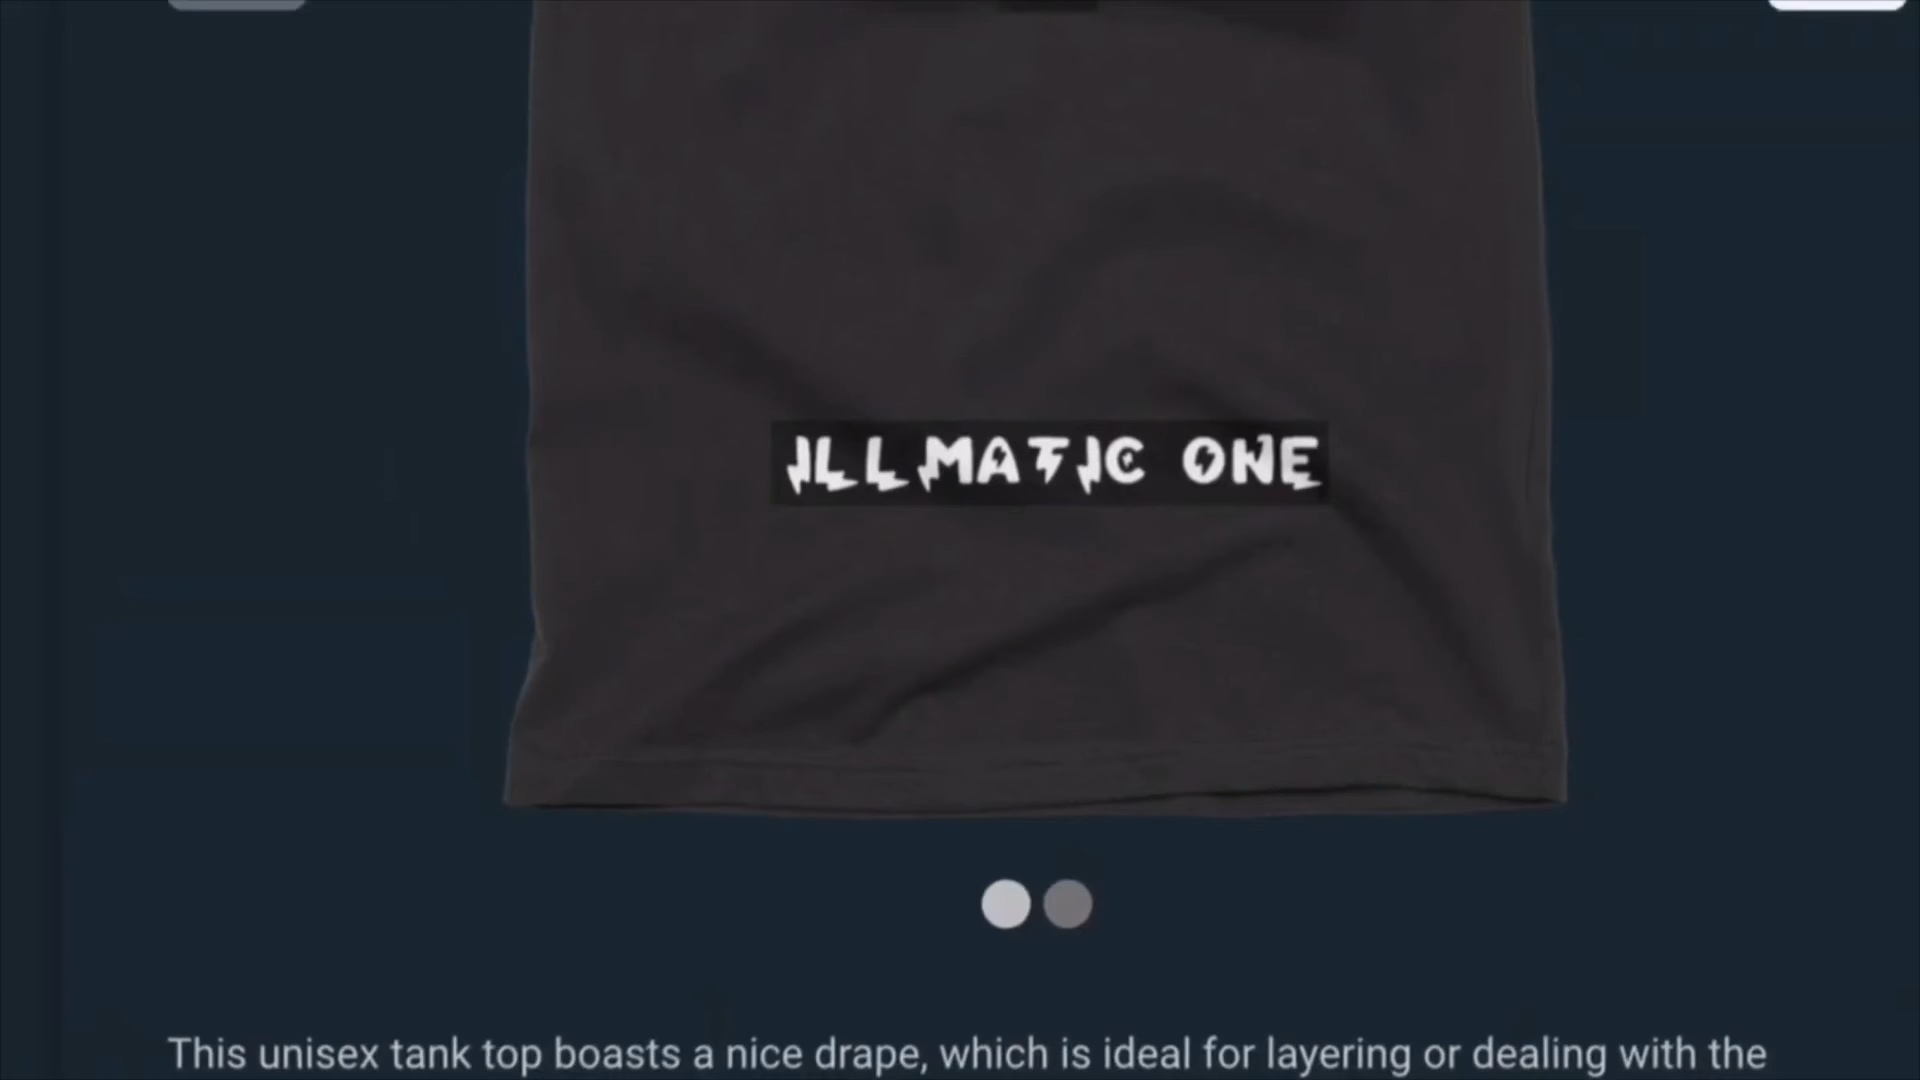 ILLMATIC ONE
This unisex tank top boasts a nice drape, which is ideal for layering or dealing with the